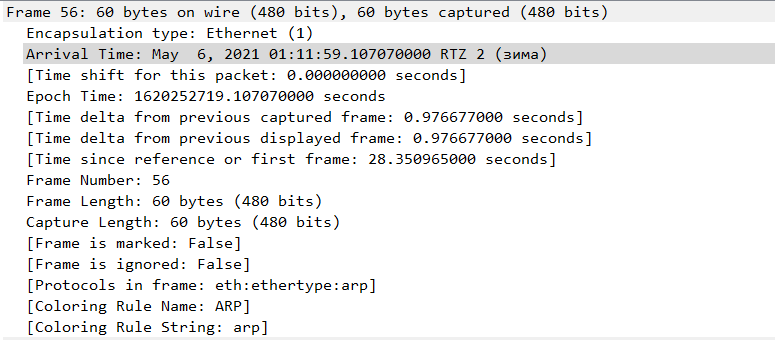 Frame 56: 60 bytes on wire (480 bits), 60 bytes captured (480 bits)
Encapsulation type: Ethernet (1)
Arrival Time: May  6, 2021 01:11:59.107070000 RTZ 2 (зима)
[Time shift for this packet: 0.000000000 seconds]
Epoch Time: 1620252719.107070000 seconds
[Time delta from previous captured frame: 0.976677000 seconds]
[Time delta from previous displayed frame: 0.976677000 seconds]
[Time since reference or first frame: 28.350965000 seconds]
Frame Number: 56
Frame Length: 60 bytes (480 bits)
Capture Length: 60 bytes (480 bits)
[Frame is marked: False]
[Frame is ignored: False]
[Protocols in frame: eth:ethertype:arp]
[Coloring Rule Name: ARP]
[Coloring Rule String: arp]